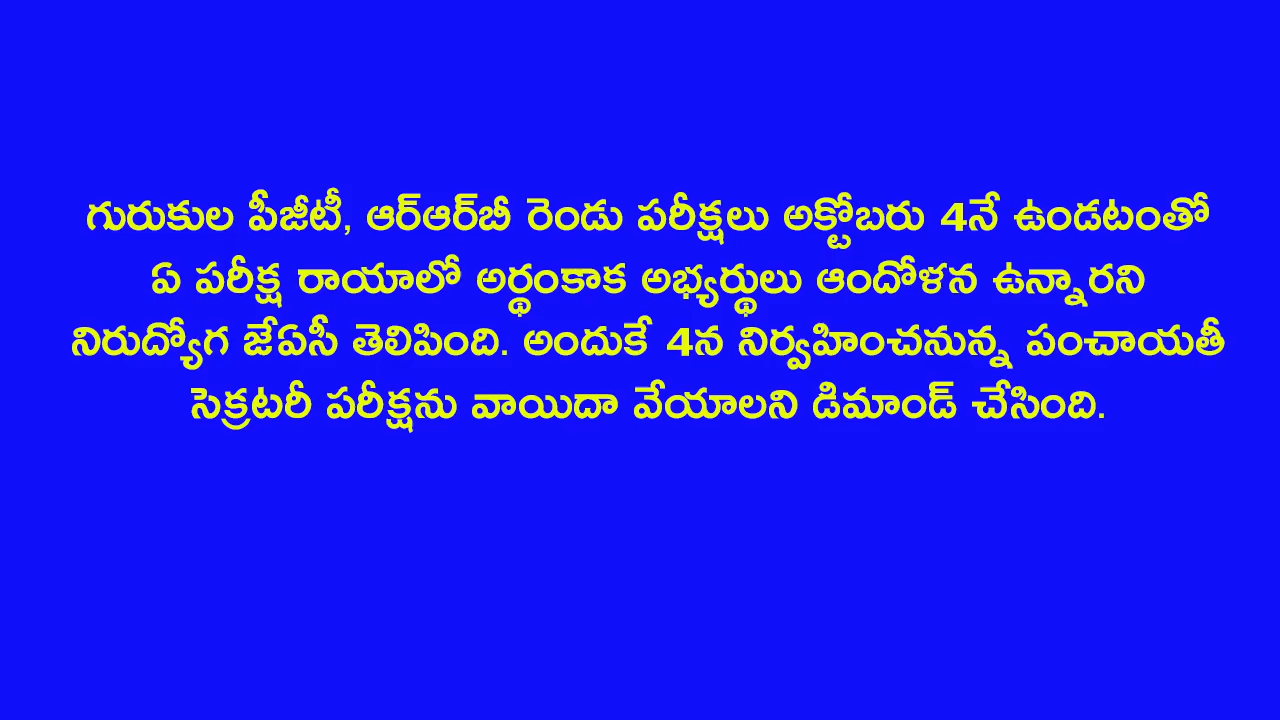 గురుకుల పీజీటీ, ఆర్ఆర్‌బీ రెండు పరీక్షలు అక్టోబరు 4నే ఉండటంతో
ఏ పరీక్ష రాయాలో అర్థంకాక అభ్యర్థులు ఆందోళన ఉన్నారని
నిరుద్యోగ జేఏసీ తెలిపింది. అందుకే 4న నిర్వహించనున్న పంచాయతీ
సెక్రటరీ పరీక్షను వాయిదా వేయాలని డిమాండ్ చేసింది.